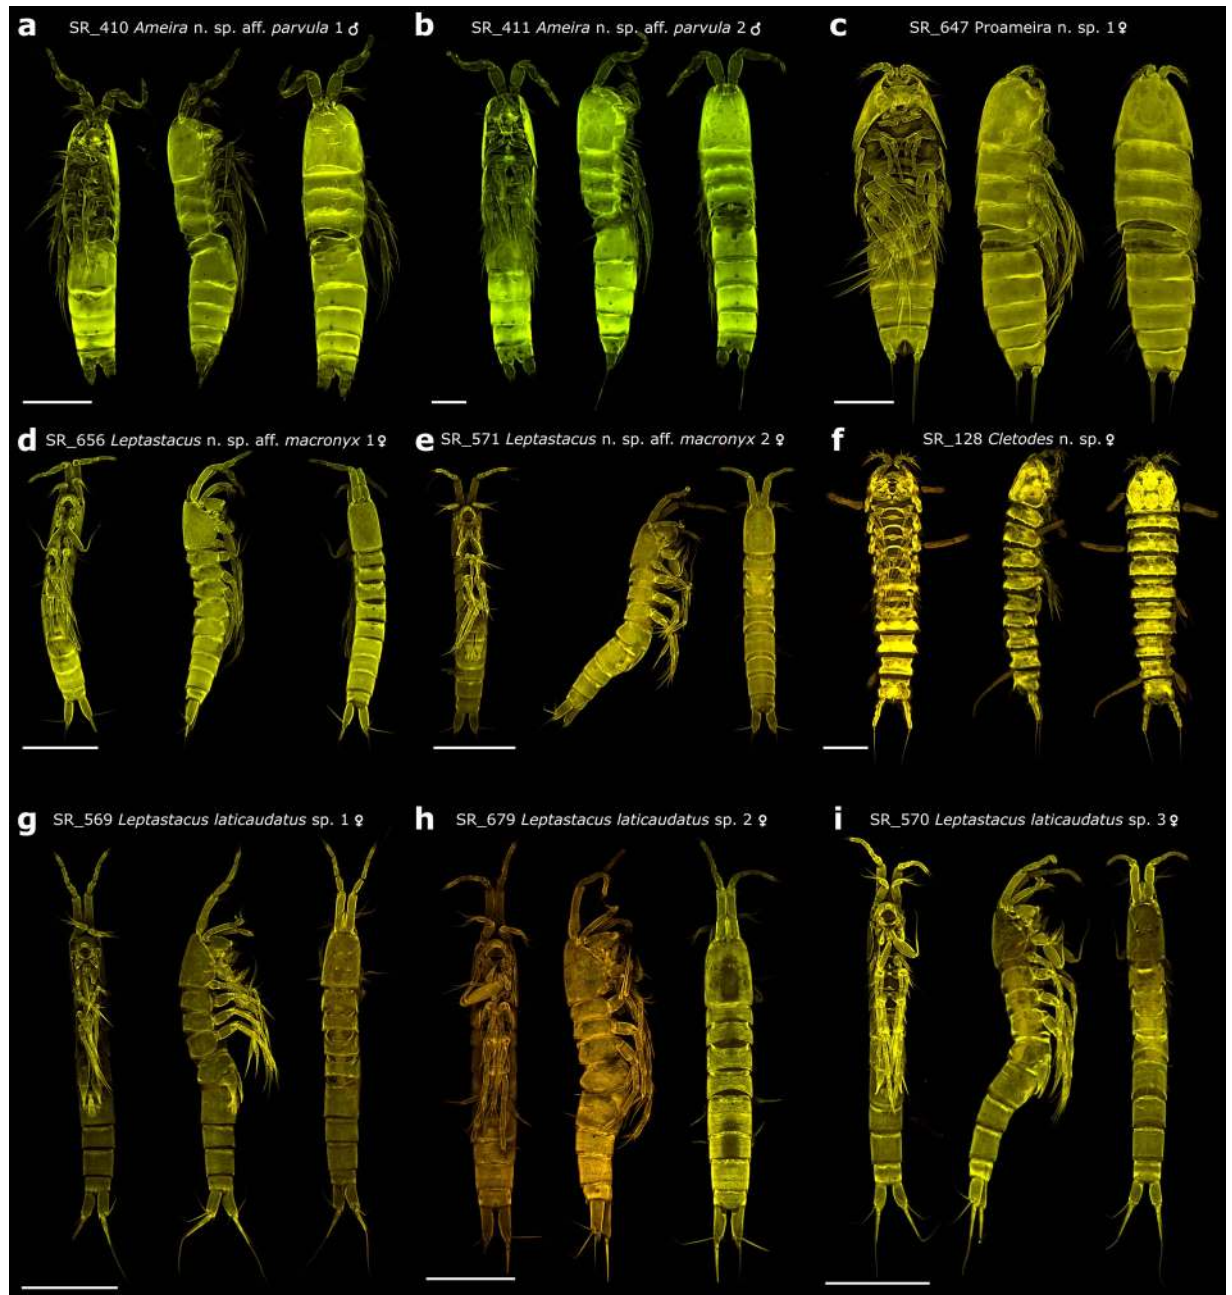 a SR_410 Ameira n. sp. aff. parvula 1 ♂
b SR_411 Ameira n. sp. aff. parvula 2 ♂
c SR_647 Proameira n. sp. 1 ♀
d SR_656 Leptastacus n. sp. aff. macronyx 1 ♀
e SR_571 Leptastacus n. sp. aff. macronyx 2 ♀
f SR_128 Cletodes n. sp. ♀
g SR_569 Leptastacus laticaudatus sp. 1 ♀
h SR_679 Leptastacus laticaudatus sp. 2 ♀
i SR_570 Leptastacus laticaudatus sp. 3 ♀